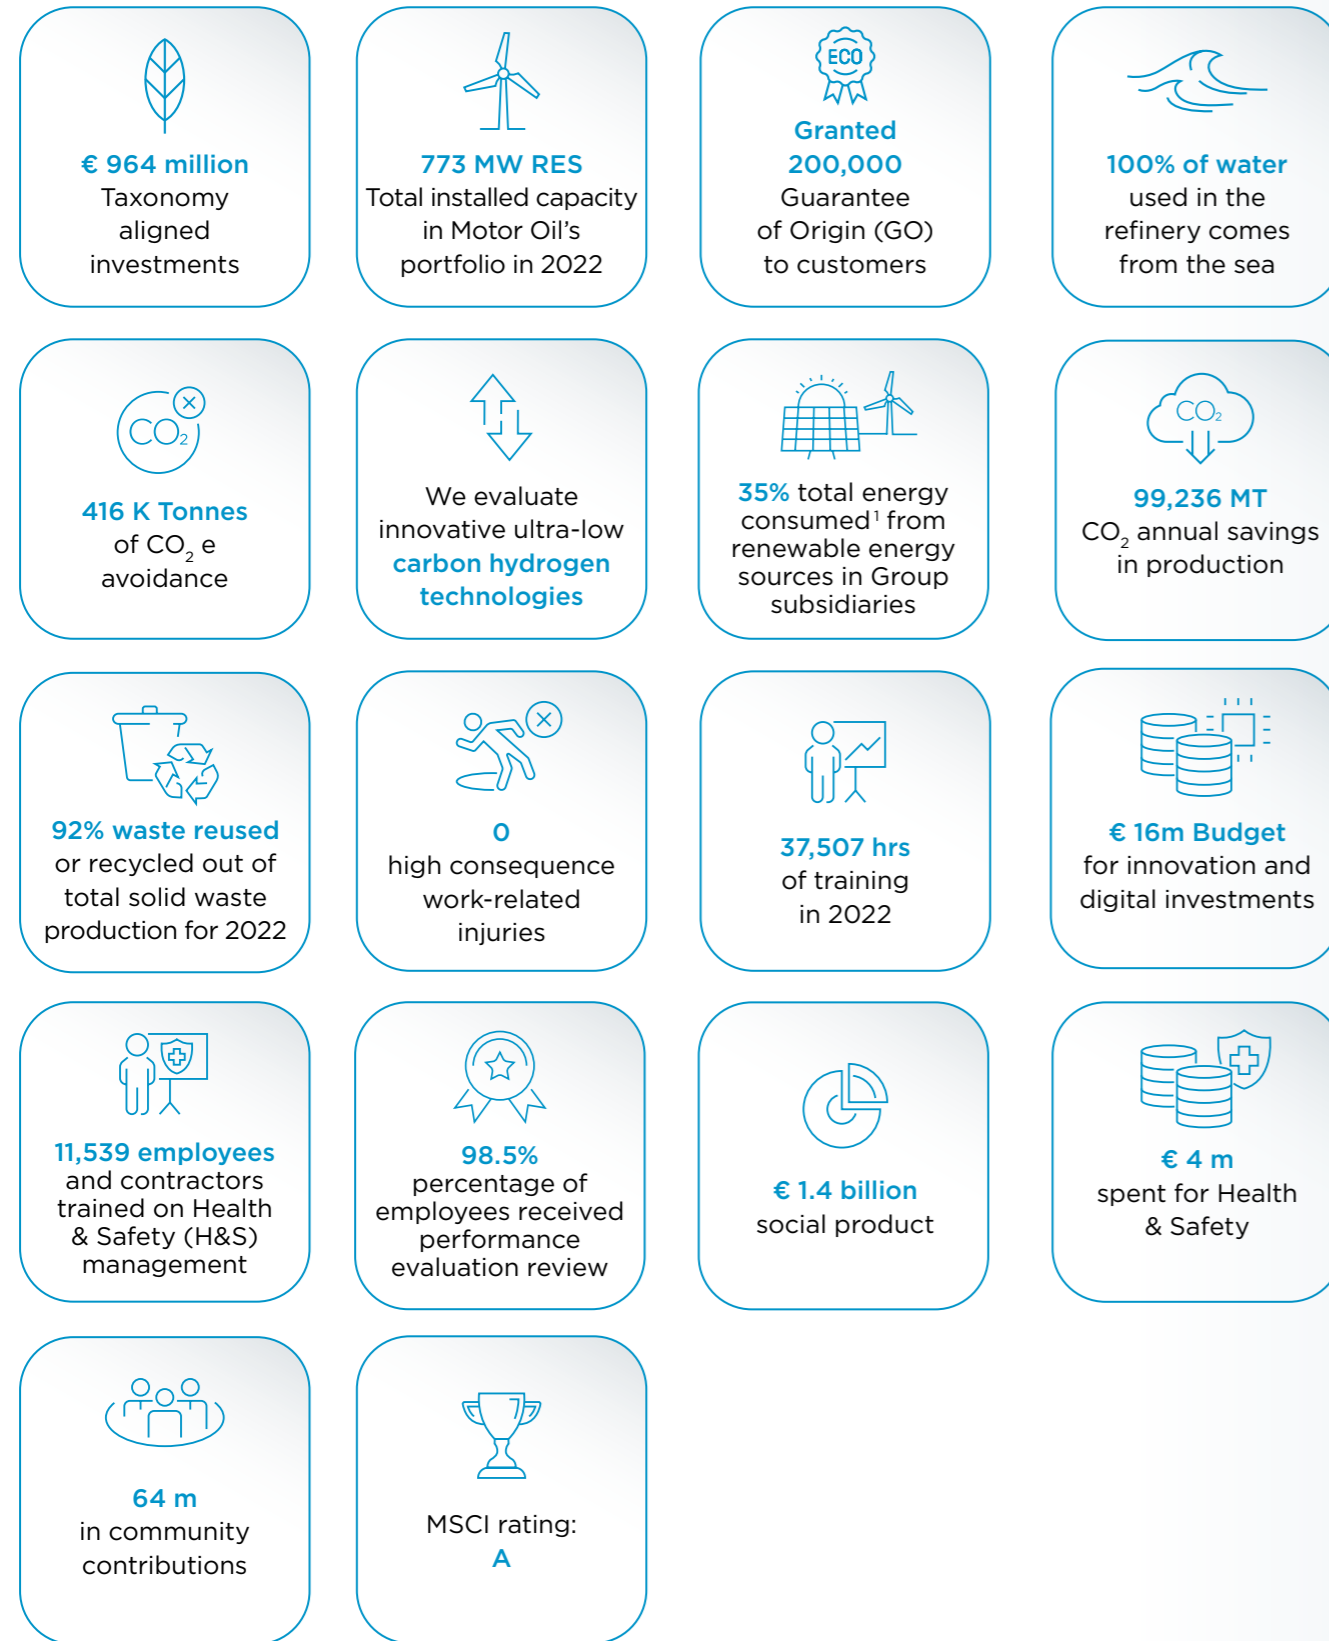 € 964 million
Taxonomy
aligned
investments
773 MW RES
Total installed capacity
in Motor Oil’s
portfolio in 2022
ECO
Granted
200,000
Guarantee
of Origin (GO)
to customers
100% of water
used in the
refinery comes
from the sea
CO₂
416 K Tonnes
of CO₂ e
avoidance
We evaluate
innovative ultra-low
carbon hydrogen
technologies
35% total energy
consumed¹ from
renewable energy
sources in Group
subsidiaries
CO₂
99,236 MT
CO₂ annual savings
in production
92% waste reused
or recycled out of
total solid waste
production for 2022
0
high consequence
work-related
injuries
37,507 hrs
of training
in 2022
€ 16m Budget
for innovation and
digital investments
11,539 employees
and contractors
trained on Health
& Safety (H&S)
management
98.5%
percentage of
employees received
performance
evaluation review
€ 1.4 billion
social product
€ 4 m
spent for Health
& Safety
64 m
in community
contributions
MSCI rating:
A